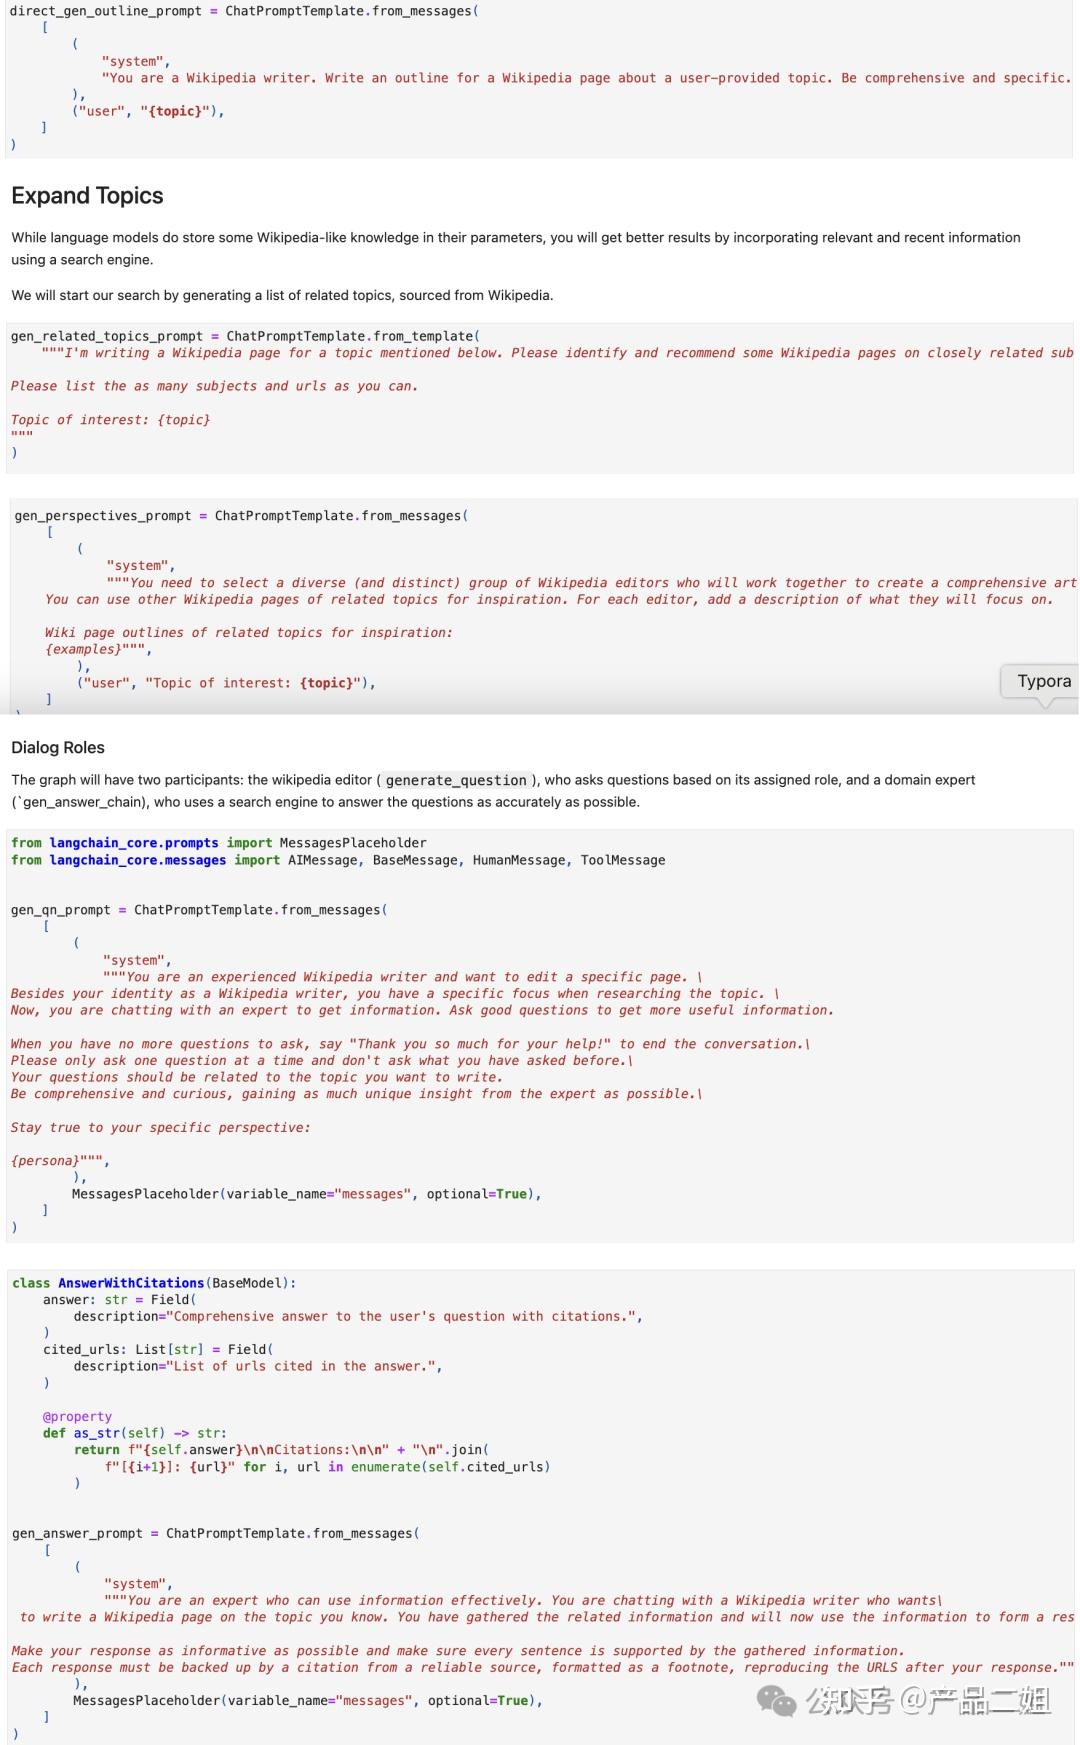 direct_gen_outline_prompt = ChatPromptTemplate.from_messages(
    [
        (
            "system",
            "You are a Wikipedia writer. Write an outline for a Wikipedia page about a user-provided topic. Be comprehensive and specific.
        ),
        ("user", "{topic}"),
    ]
)
Expand Topics
While language models do store some Wikipedia-like knowledge in their parameters, you will get better results by incorporating relevant and recent information
using a search engine.
We will start our search by generating a list of related topics, sourced from Wikipedia.
gen_related_topics_prompt = ChatPromptTemplate.from_template(
    """I'm writing a Wikipedia page for a topic mentioned below. Please identify and recommend some Wikipedia pages on closely related sub
Please list the as many subjects and urls as you can.
Topic of interest: {topic}
"""
)
gen_perspectives_prompt = ChatPromptTemplate.from_messages(
    [
        (
            "system",
            """You need to select a diverse (and distinct) group of Wikipedia editors who will work together to create a comprehensive art
    You can use other Wikipedia pages of related topics for inspiration. For each editor, add a description of what they will focus on.
    Wiki page outlines of related topics for inspiration:
    {examples}""",
        ),
        ("user", "Topic of interest: {topic}"),
    ]
Typora
Dialog Roles
The graph will have two participants: the wikipedia editor ( generate_question ), who asks questions based on its assigned role, and a domain expert
(`gen_answer_chain), who uses a search engine to answer the questions as accurately as possible.
from langchain_core.prompts import MessagesPlaceholder
from langchain_core.messages import AIMessage, BaseMessage, HumanMessage, ToolMessage
gen_qn_prompt = ChatPromptTemplate.from_messages(
    [
        (
            "system",
            """You are an experienced Wikipedia writer and want to edit a specific page. \
Besides your identity as a Wikipedia writer, you have a specific focus when researching the topic. \
Now, you are chatting with an expert to get information. Ask good questions to get more useful information.
When you have no more questions to ask, say "Thank you so much for your help!" to end the conversation.\
Please only ask one question at a time and don't ask what you have asked before.\
Your questions should be related to the topic you want to write.
Be comprehensive and curious, gaining as much unique insight from the expert as possible.\
Stay true to your specific perspective:
{persona}""",
        ),
        MessagesPlaceholder(variable_name="messages", optional=True),
    ]
)
class AnswerWithCitations(BaseModel):
    answer: str = Field(
        description="Comprehensive answer to the user's question with citations.",
    )
    cited_urls: List[str] = Field(
        description="List of urls cited in the answer.",
    )
    @property
    def as_str(self) -> str:
        return f"{self.answer}\n\nCitations:\n\n" + "\n".join(
            f"[{i+1}]: {url}" for i, url in enumerate(self.cited_urls)
        )
gen_answer_prompt = ChatPromptTemplate.from_messages(
    [
        (
            "system",
            """You are an expert who can use information effectively. You are chatting with a Wikipedia writer who wants\
 to write a Wikipedia page on the topic you know. You have gathered the related information and will now use the information to form a res
Make your response as informative as possible and make sure every sentence is supported by the gathered information.
Each response must be backed up by a citation from a reliable source, formatted as a footnote, reproducing the URLS after your response.""
        ),
        MessagesPlaceholder(variable_name="messages", optional=True),
    ]
)
知乎 @产品二姐